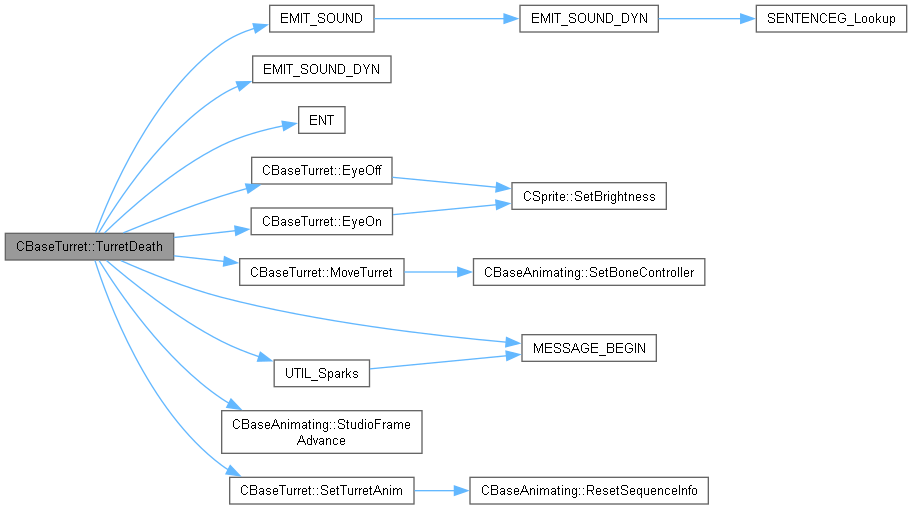 EMIT_SOUND
EMIT_SOUND_DYN
SENTENCEG_Lookup
EMIT_SOUND_DYN
ENT
CBaseTurret::EyeOff
CSprite::SetBrightness
CBaseTurret::EyeOn
CBaseTurret::TurretDeath
CBaseTurret::MoveTurret
CBaseAnimating::SetBoneController
MESSAGE_BEGIN
UTIL_Sparks
CBaseAnimating::StudioFrame
Advance
CBaseTurret::SetTurretAnim
CBaseAnimating::ResetSequenceInfo